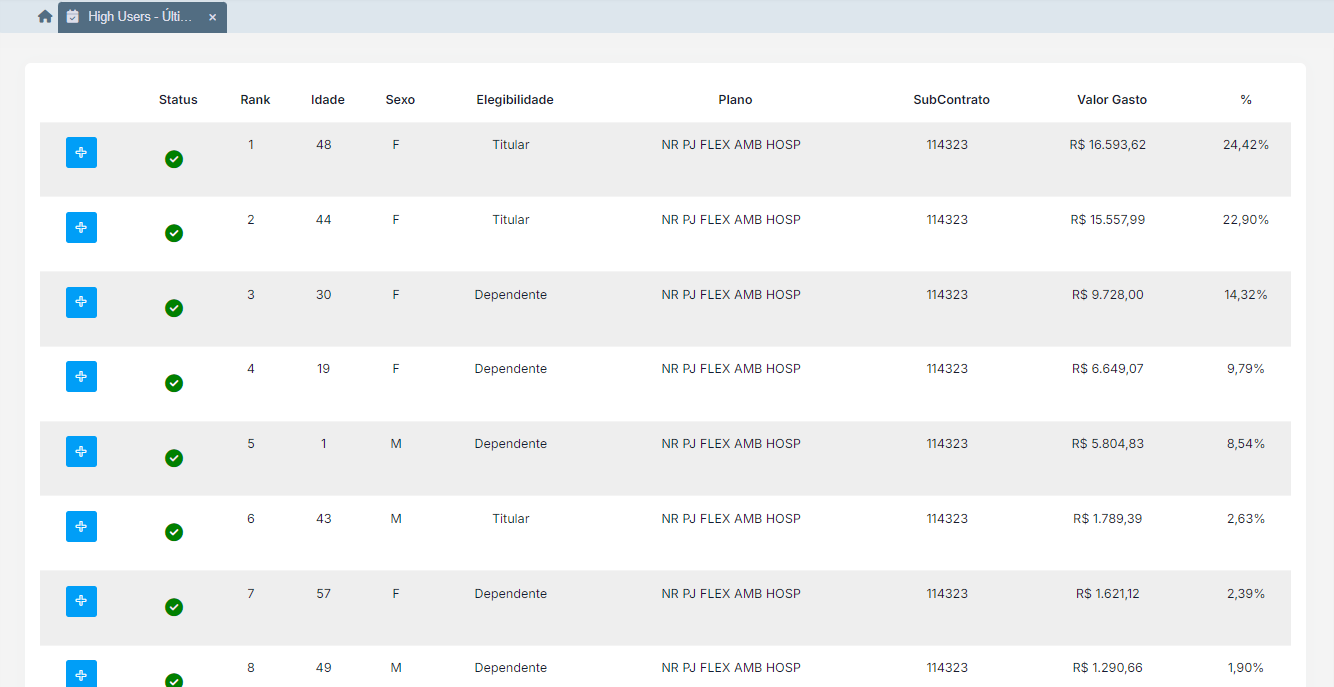 High Users - Últi...
Status Rank Idade Sexo Elegibilidade Plano SubContrato Valor Gasto %
1 48 F Titular NR PJ FLEX AMB HOSP 114323 R$ 16.593,62 24,42%
2 44 F Titular NR PJ FLEX AMB HOSP 114323 R$ 15.557,99 22,90%
3 30 F Dependente NR PJ FLEX AMB HOSP 114323 R$ 9.728,00 14,32%
4 19 F Dependente NR PJ FLEX AMB HOSP 114323 R$ 6.649,07 9,79%
5 1 M Dependente NR PJ FLEX AMB HOSP 114323 R$ 5.804,83 8,54%
6 43 M Titular NR PJ FLEX AMB HOSP 114323 R$ 1.789,39 2,63%
7 57 F Dependente NR PJ FLEX AMB HOSP 114323 R$ 1.621,12 2,39%
8 49 M Dependente NR PJ FLEX AMB HOSP 114323 R$ 1.290,66 1,90%